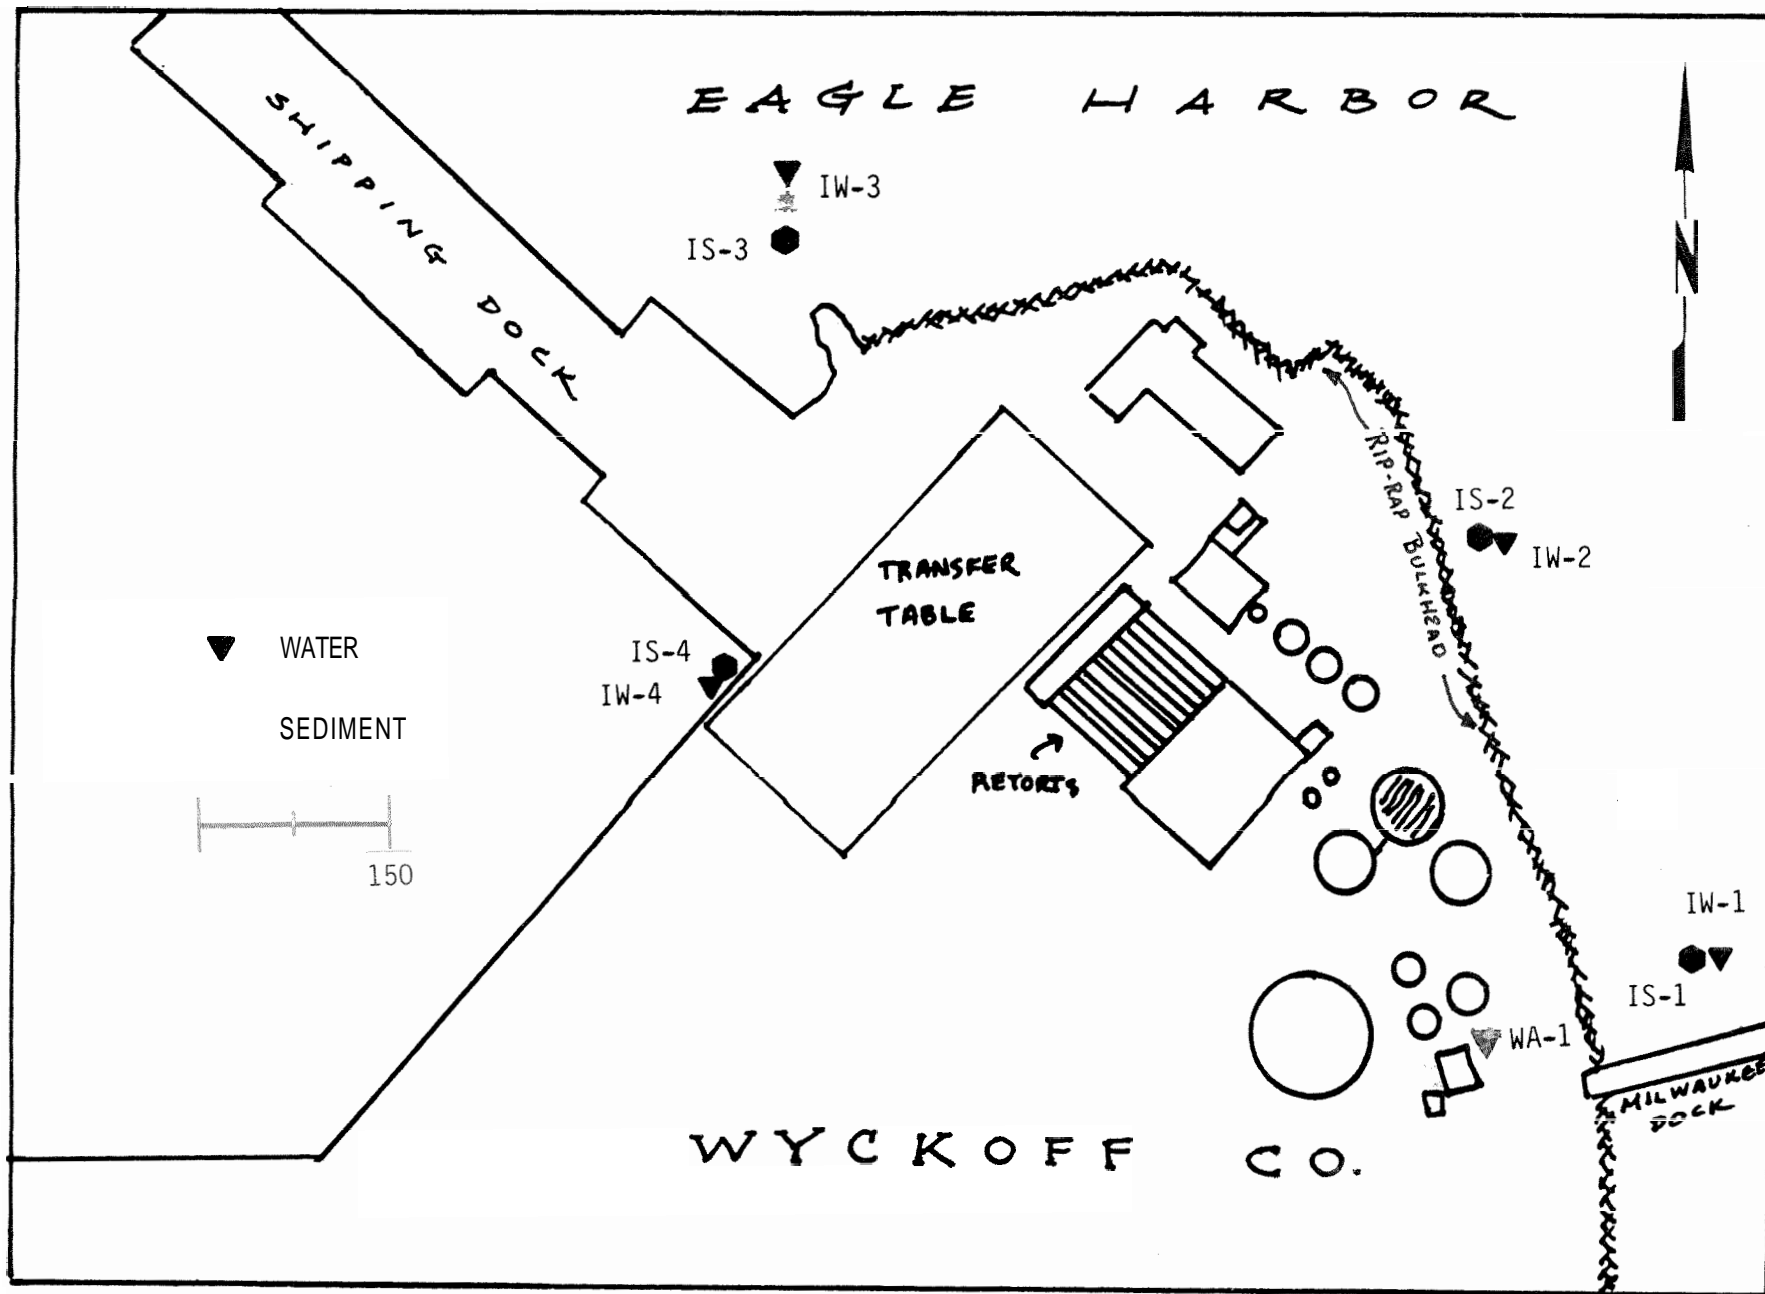 EAGLE HARBOR
SHIPPING DOCK
IW-3
IS-3
N
RIP-RAP BULKHEAD
IS-2
IW-2
TRANSFER
TABLE
WATER
IS-4
IW-4
SEDIMENT
RETORTS
150
IW-1
IS-1
WA-1
MILWAUKEE
DOCK
WYCKOFF CO.